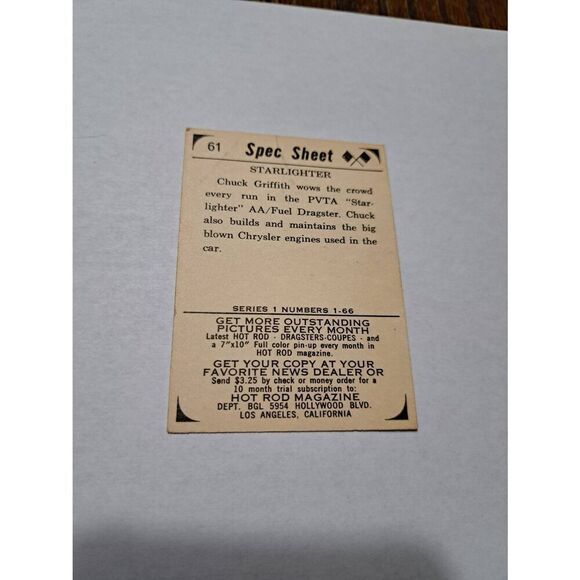 61 Spec Sheet
STARLIGHTER
Chuck Griffith wows the crowd
every run in the PVTA "Star-
lighter" AA/Fuel Dragster. Chuck
also builds and maintains the big
blown Chrysler engines used in the
car.
SERIES 1 NUMBERS 1-66
GET MORE OUTSTANDING
PICTURES EVERY MONTH
Latest HOT ROD - DRAGSTERS-COUPES - and
a 7"x10" Full color pin-up every month in
HOT ROD magazine.
GET YOUR COPY AT YOUR
FAVORITE NEWS DEALER OR
Send $3.25 by check or money order for a
10 month trial subscription to:
HOT ROD MAGAZINE
DEPT. BGL 5954 HOLLYWOOD BLVD.
LOS ANGELES, CALIFORNIA